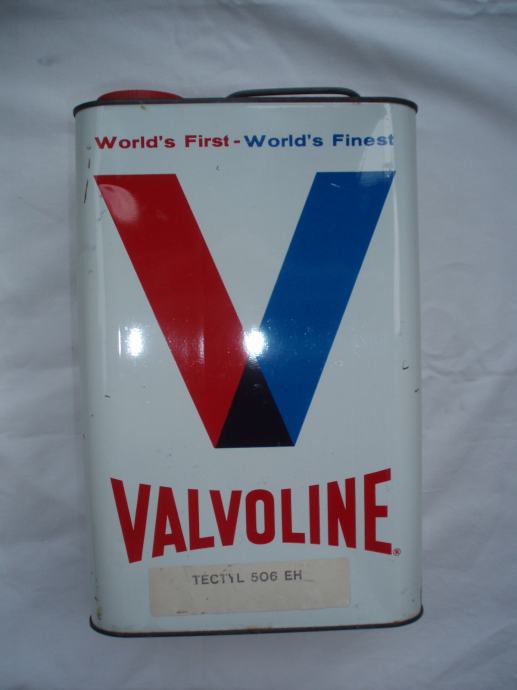 World's First - World's Finest
VALVOLINE®
TECTYL 506 EH